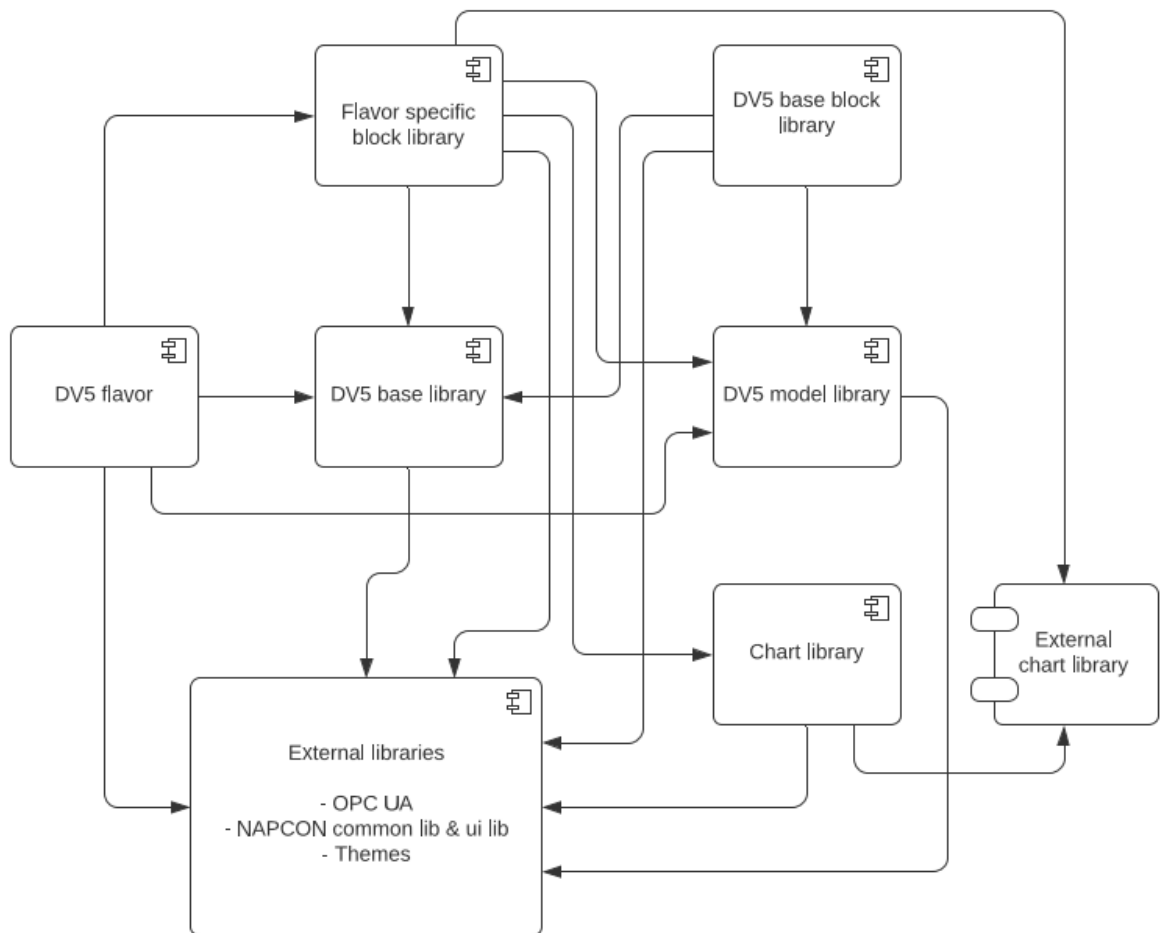 Flavor specific
block library
DV5 base block
library
DV5 flavor
DV5 base library
DV5 model library
Chart library
External
chart library
External libraries
- OPC UA
- NAPCON common lib & ui lib
- Themes